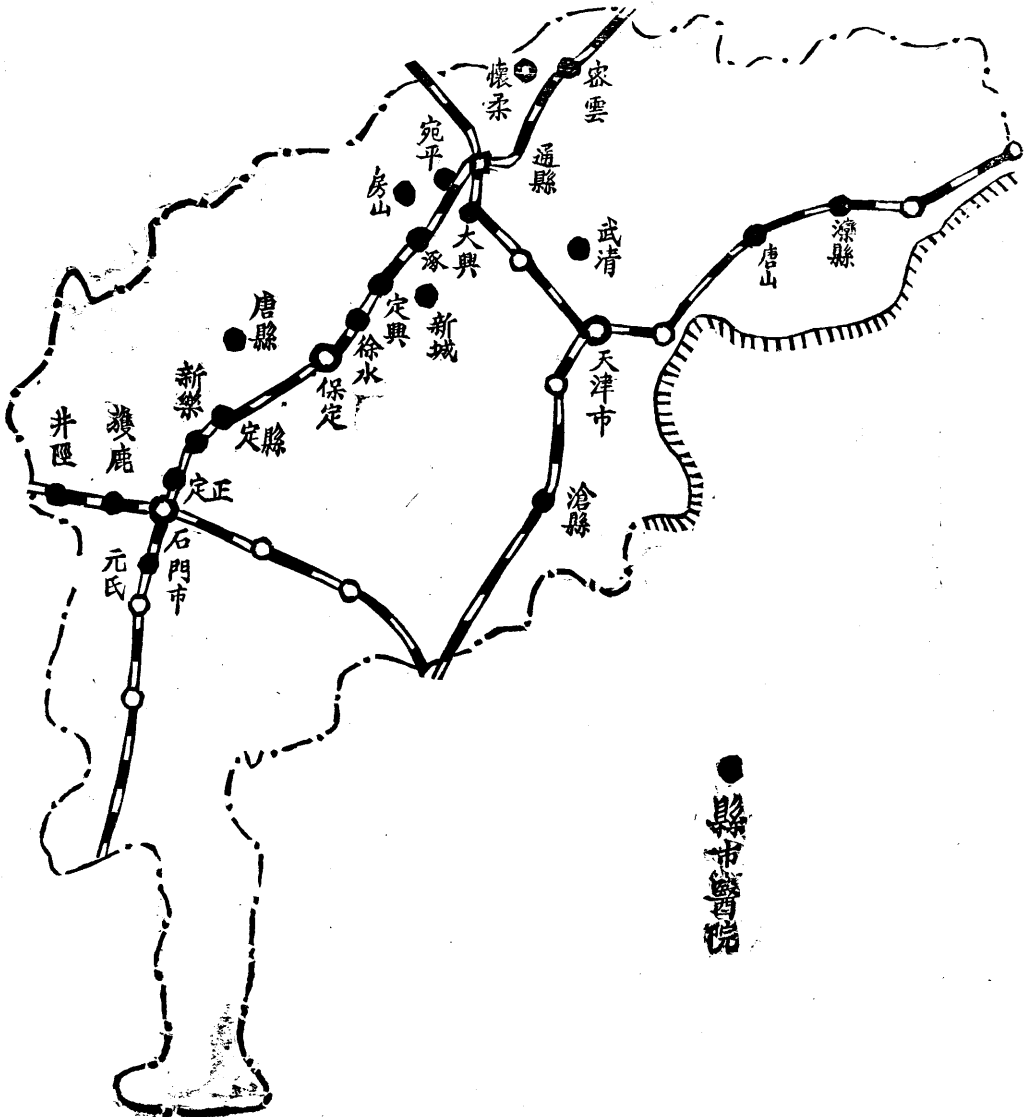 懷柔
密雲
宛平
通縣
房山
大興
涿
武清
灤縣
唐山
定興
新城
唐縣
徐水
保定
天津市
新樂
定縣
井陘
獲鹿
正定
滄縣
石門市
元氏
縣市醫院